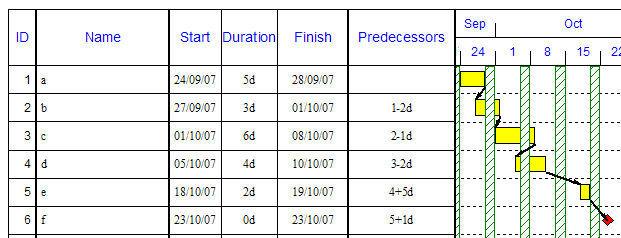 Sep Oct
ID Name Start Duration Finish Predecessors
24 1 8 15 22
1 a 24/09/07 5d 28/09/07
2 b 27/09/07 3d 01/10/07 1-2d
3 c 01/10/07 6d 08/10/07 2-1d
4 d 05/10/07 4d 10/10/07 3-2d
5 e 18/10/07 2d 19/10/07 4+5d
6 f 23/10/07 0d 23/10/07 5+1d